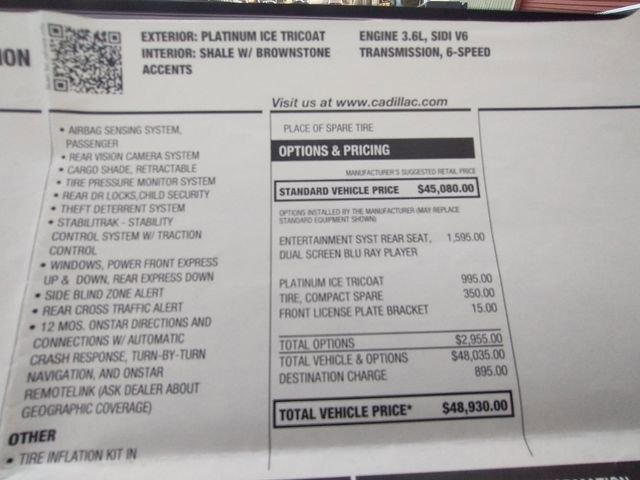 ION
EXTERIOR: PLATINUM ICE TRICOAT
INTERIOR: SHALE W/ BROWNSTONE
ACCENTS
ENGINE 3.6L, SIDI V6
TRANSMISSION, 6-SPEED
Visit us at www.cadillac.com
• AIRBAG SENSING SYSTEM,
PASSENGER
• REAR VISION CAMERA SYSTEM
• CARGO SHADE, RETRACTABLE
• TIRE PRESSURE MONITOR SYSTEM
• REAR DR LOCKS,CHILD SECURITY
• THEFT DETERRENT SYSTEM
• STABILITRAK - STABILITY
CONTROL SYSTEM W/ TRACTION
CONTROL
• WINDOWS, POWER FRONT EXPRESS
UP & DOWN, REAR EXPRESS DOWN
• SIDE BLIND ZONE ALERT
• REAR CROSS TRAFFIC ALERT
• 12 MOS. ONSTAR DIRECTIONS AND
CONNECTIONS W/ AUTOMATIC
CRASH RESPONSE, TURN-BY-TURN
NAVIGATION, AND ONSTAR
REMOTELINK (ASK DEALER ABOUT
GEOGRAPHIC COVERAGE)
OTHER
• TIRE INFLATION KIT IN
PLACE OF SPARE TIRE
OPTIONS & PRICING
MANUFACTURER'S SUGGESTED RETAIL PRICE
STANDARD VEHICLE PRICE $45,080.00
OPTIONS INSTALLED BY THE MANUFACTURER (MAY REPLACE
STANDARD EQUIPMENT SHOWN)
ENTERTAINMENT SYST REAR SEAT, 1,595.00
DUAL SCREEN BLU RAY PLAYER
PLATINUM ICE TRICOAT 995.00
TIRE, COMPACT SPARE 350.00
FRONT LICENSE PLATE BRACKET 15.00
TOTAL OPTIONS $2,955.00
TOTAL VEHICLE & OPTIONS $48,035.00
DESTINATION CHARGE 895.00
TOTAL VEHICLE PRICE* $48,930.00